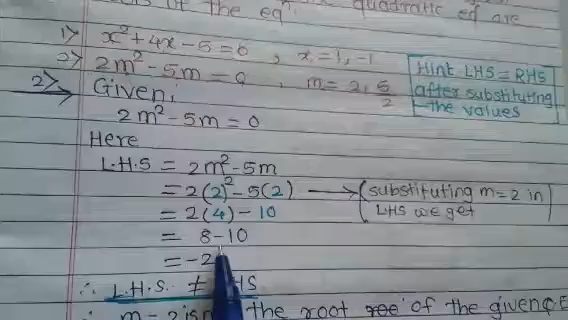 of the eqⁿ. quadratic eq are
1) x² + 4x - 5 = 0 , x = 1, -1
2) 2m² - 5m = 0 , m = 2, 5/2
Hint LHS = RHS
after substituting
the values
2) Given,
2m² - 5m = 0
Here
L.H.S = 2m² - 5m
= 2(2)² - 5(2) → (substituting m = 2 in
LHS we get)
= 2(4) - 10
= 8 - 10
= -2
∴ L.H.S. ≠ HS
∴ m = 2 is the root of the given